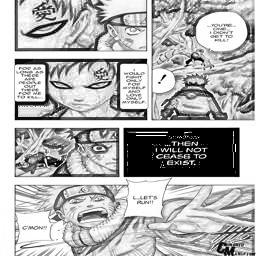 ...YOU'RE...
ONE...
I DIDN'T
GET TO
KILL!
愛
愛
FOR AS
LONG AS
THERE
ARE
PEOPLE
OUT
THERE
FOR ME
TO KILL...
I
WOULD
FIGHT
ONLY
FOR
MYSELF
AND
LOVE
ONLY
MYSELF.
!
...THEN
I WILL NOT
CEASE TO
EXIST.
L...LET'S
RUN!!
C'MON!!